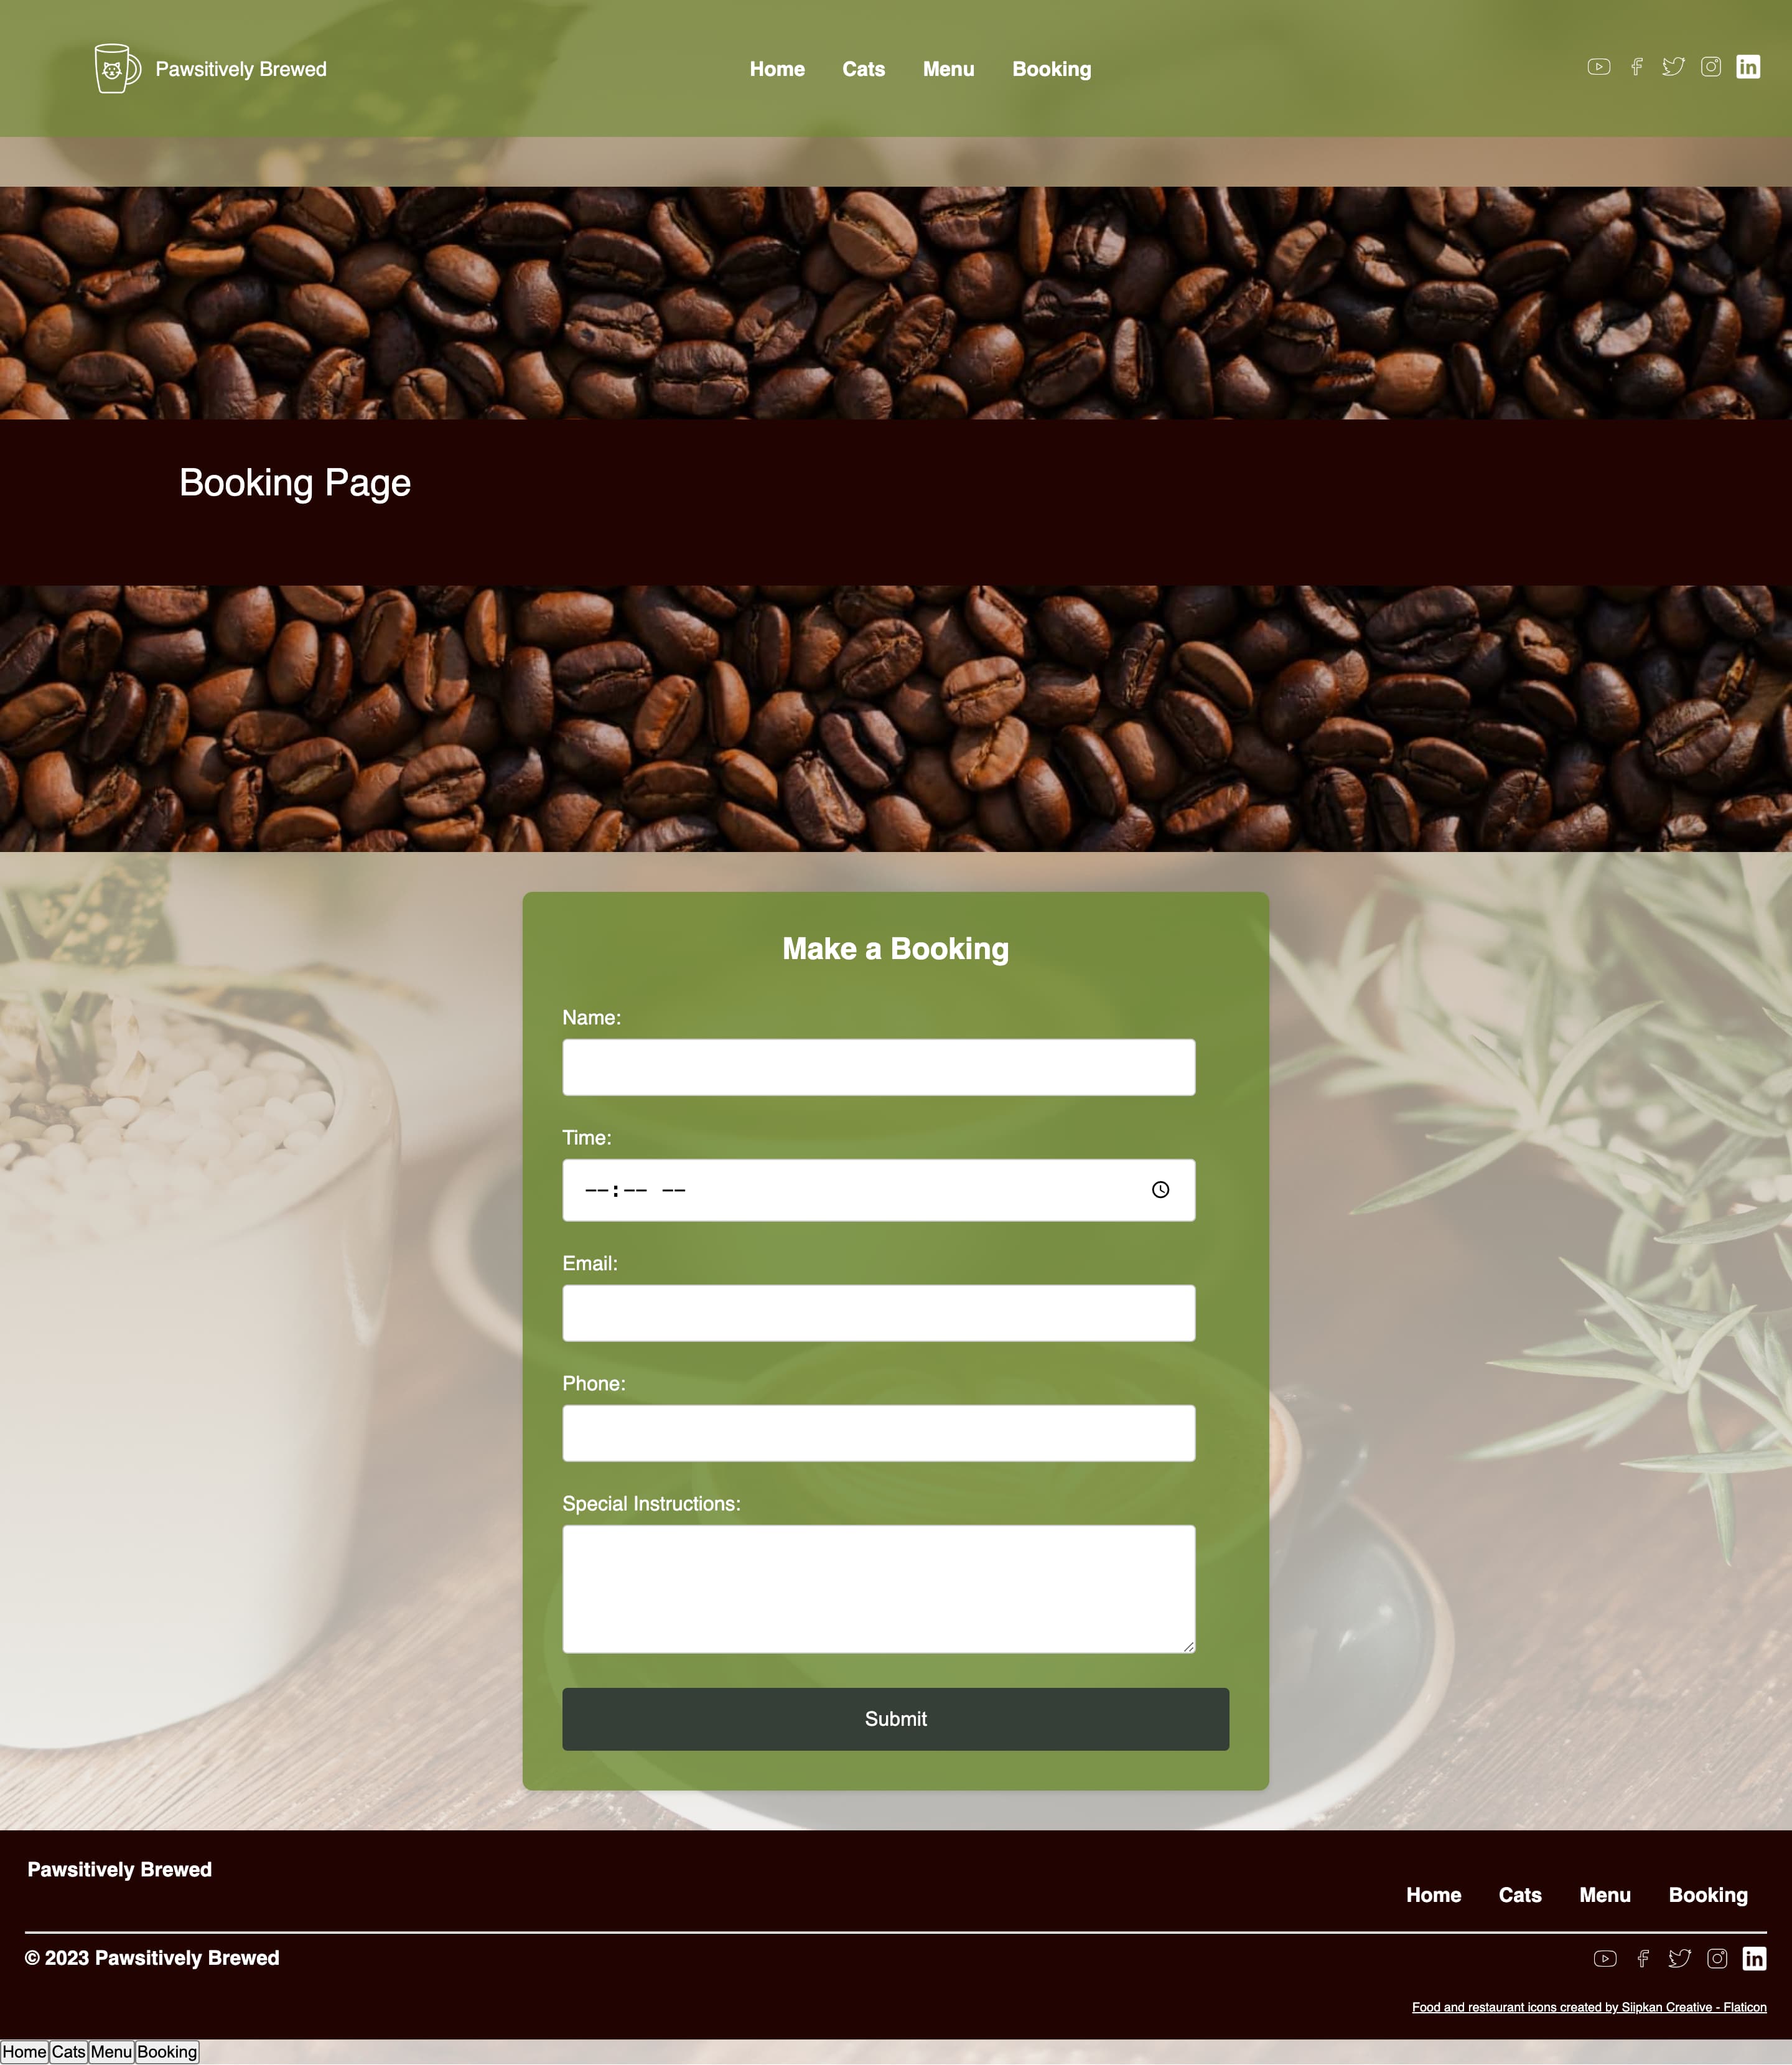 Pawsitively Brewed
Home Cats Menu Booking
in
Booking Page
Make a Booking
Name:
Time:
--:-- --
Email:
Phone:
Special Instructions:
Submit
Pawsitively Brewed
Home Cats Menu Booking
© 2023 Pawsitively Brewed
in
Food and restaurant icons created by Siipkan Creative - Flaticon
Home Cats Menu Booking